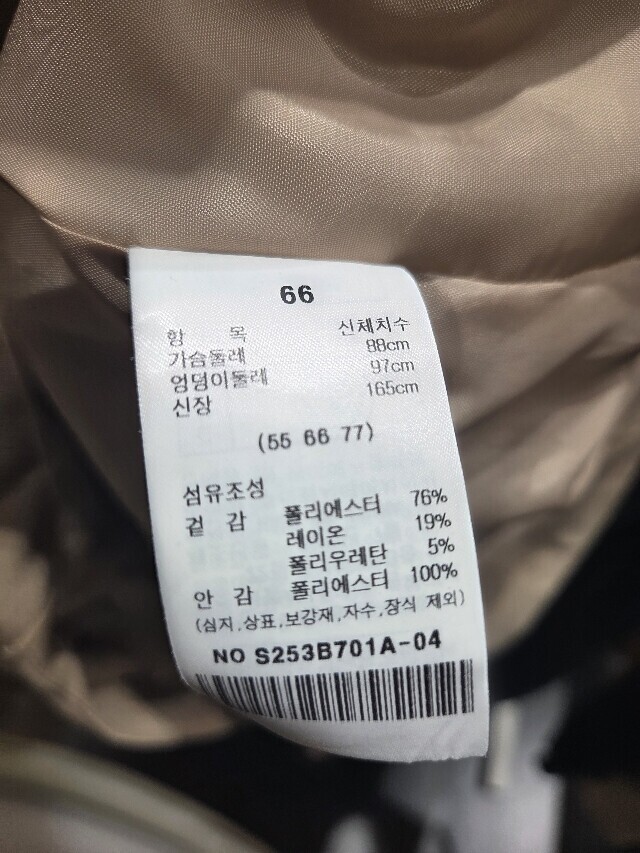 66
항 목 신체치수
가슴둘레 88cm
엉덩이둘레 97cm
신장 165cm
(55 66 77)
섬유조성
겉 감 폴리에스터 76%
레이온 19%
폴리우레탄 5%
안 감 폴리에스터 100%
(심지,상표,보강재,자수,장식 제외)
NO S253B701A-04